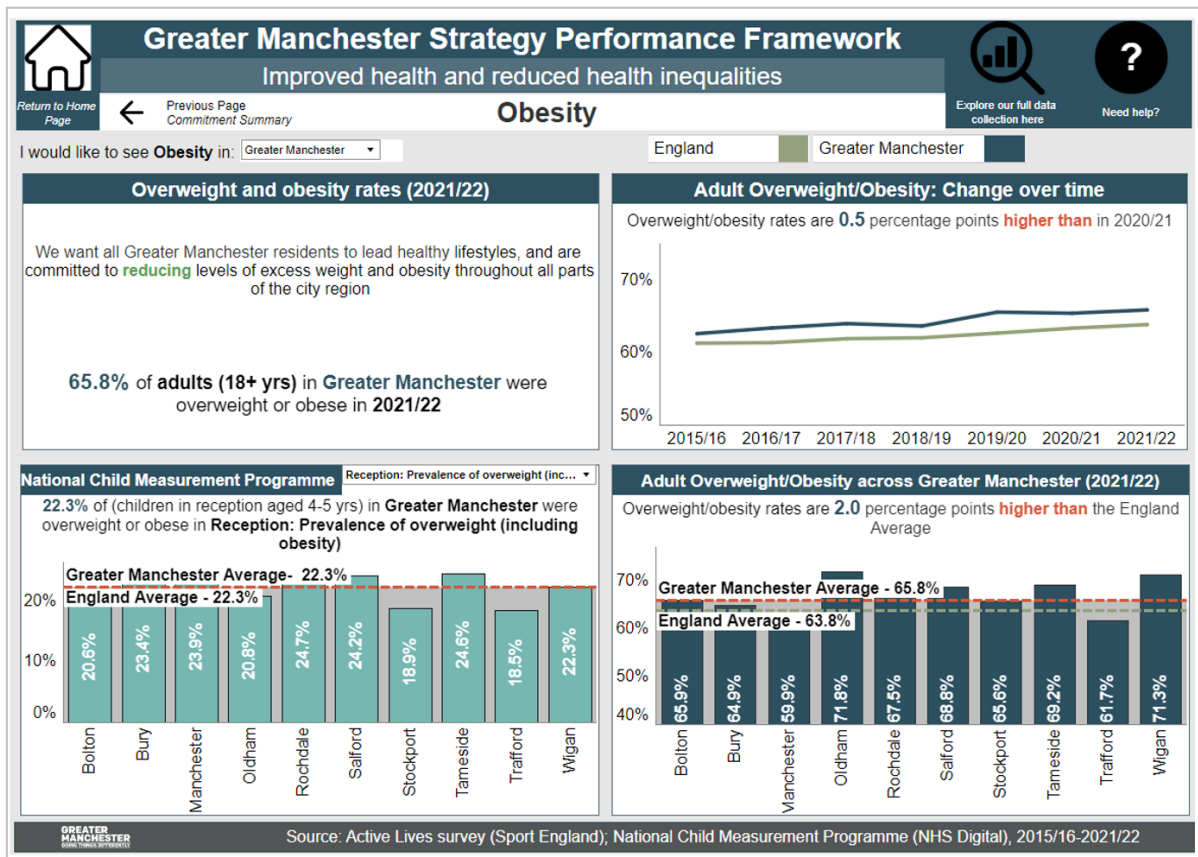 Greater Manchester Strategy Performance Framework
Improved health and reduced health inequalities
Return to Home
Page
Previous Page
Commitment Summary
Obesity
Explore our full data
collection here
?
Need help?
I would like to see Obesity in:
Greater Manchester
England
Greater Manchester
Overweight and obesity rates (2021/22)
We want all Greater Manchester residents to lead healthy lifestyles, and are
committed to reducing levels of excess weight and obesity throughout all parts
of the city region
65.8% of adults (18+ yrs) in Greater Manchester were
overweight or obese in 2021/22
Adult Overweight/Obesity: Change over time
Overweight/obesity rates are 0.5 percentage points higher than in 2020/21
70%
60%
50%
2015/16 2016/17 2017/18 2018/19 2019/20 2020/21 2021/22
National Child Measurement Programme
Reception: Prevalence of overweight (inc...
22.3% of (children in reception aged 4-5 yrs) in Greater Manchester were
overweight or obese in Reception: Prevalence of overweight (including
obesity)
Greater Manchester Average- 22.3%
England Average - 22.3%
20%
10%
0%
20.6% 23.4% 23.9% 20.8% 24.7% 24.2% 18.9% 24.6% 18.5% 22.3%
Bolton Bury Manchester Oldham Rochdale Salford Stockport Tameside Trafford Wigan
Adult Overweight/Obesity across Greater Manchester (2021/22)
Overweight/obesity rates are 2.0 percentage points higher than the England
Average
Greater Manchester Average - 65.8%
England Average - 63.8%
70%
60%
50%
40%
65.9% 64.9% 59.9% 71.8% 67.5% 68.8% 65.6% 69.2% 61.7% 71.3%
Bolton Bury Manchester Oldham Rochdale Salford Stockport Tameside Trafford Wigan
GREATER
MANCHESTER
DOING THINGS DIFFERENTLY
Source: Active Lives survey (Sport England); National Child Measurement Programme (NHS Digital), 2015/16-2021/22